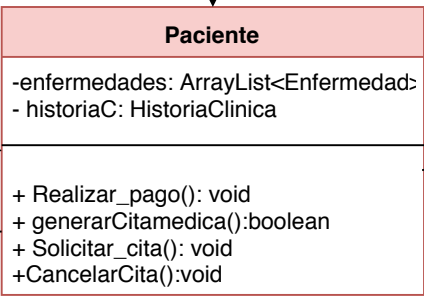 Paciente
-enfermedades: ArrayList<Enfermedad>
- historiaC: HistoriaClinica
+ Realizar_pago(): void
+ generarCitamedica():boolean
+ Solicitar_cita(): void
+CancelarCita():void